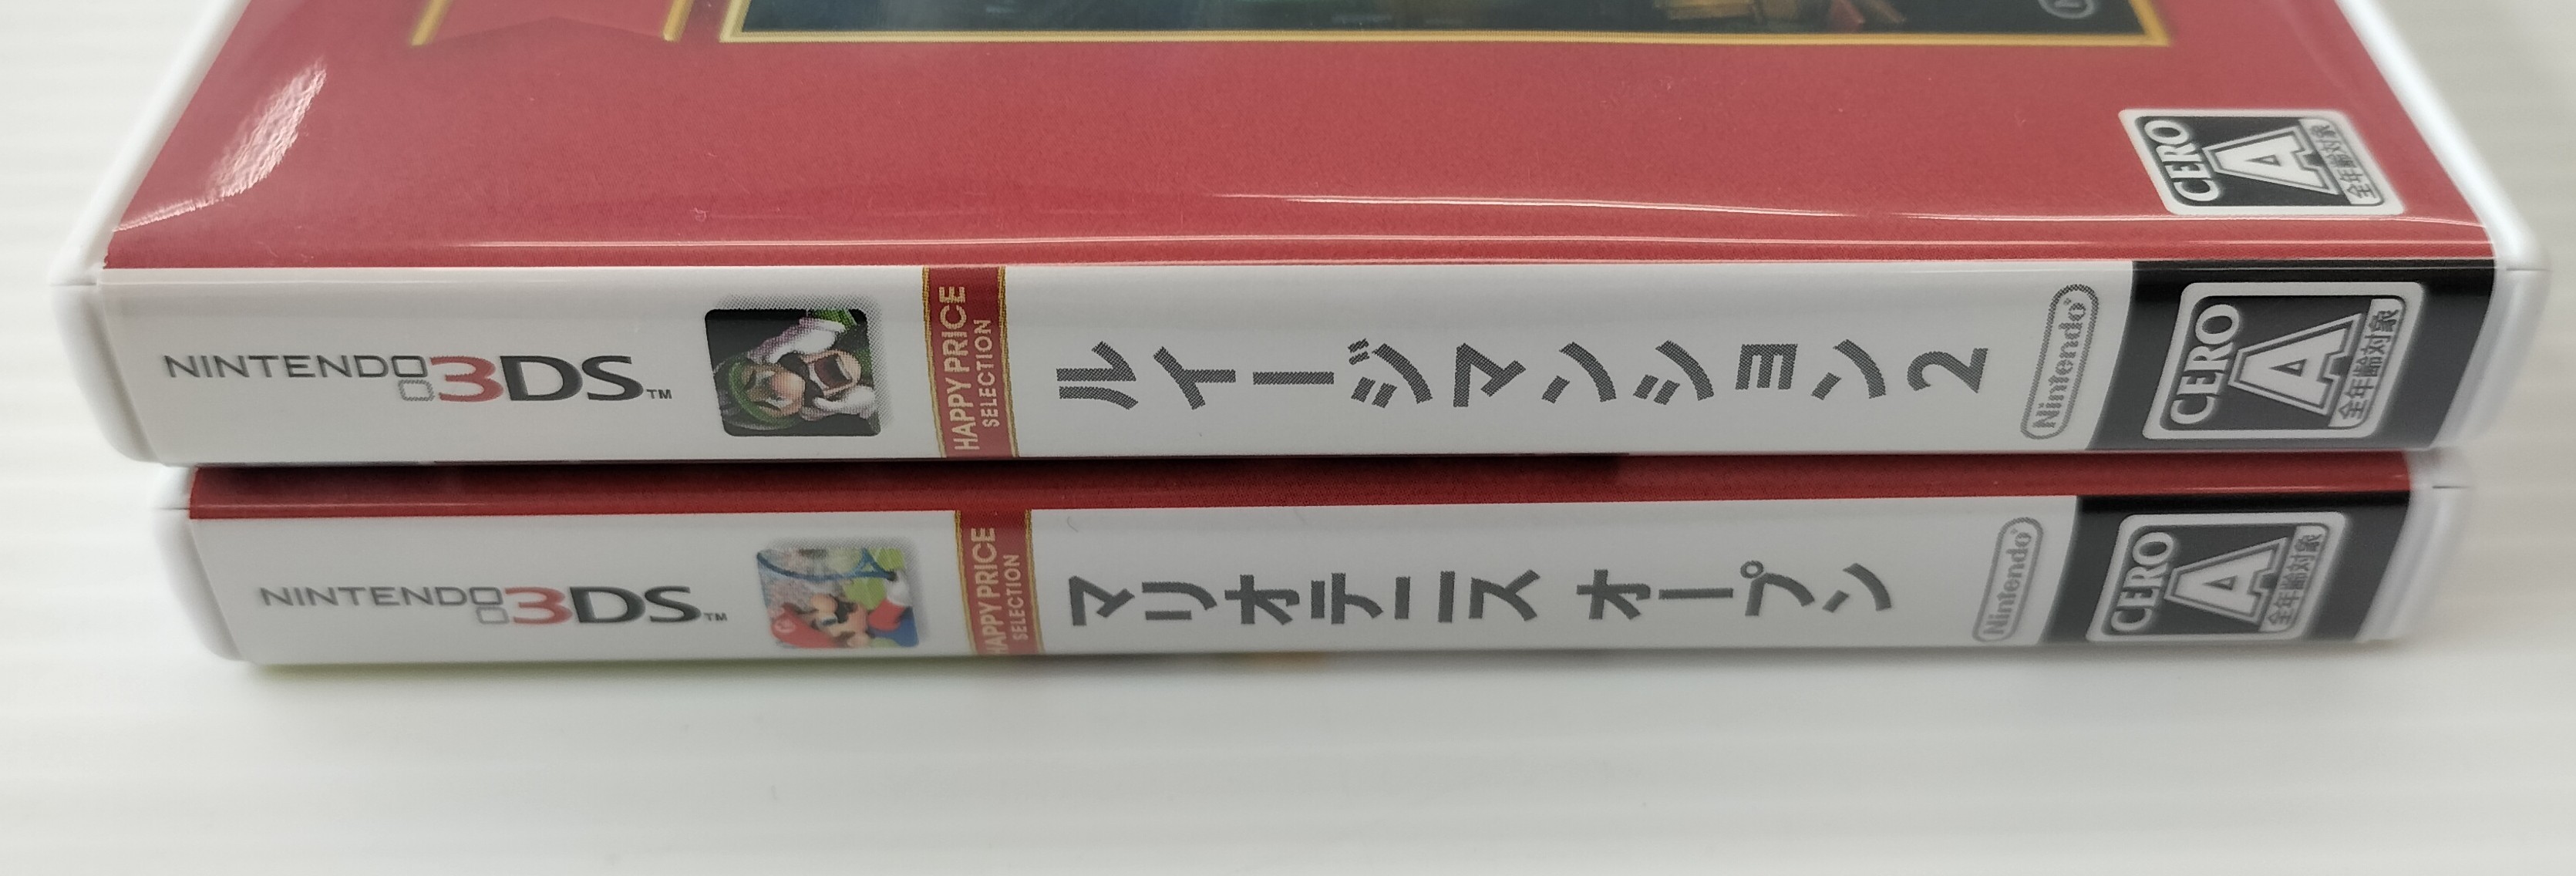 CERO
A
全年齢対象
NINTENDO 3DS™
HAPPY PRICE
SELECTION
ルイージマンション2
Nintendo®
CERO
A
全年齢対象
NINTENDO 3DS™
HAPPY PRICE
SELECTION
マリオテニス オープン
Nintendo®
CERO
A
全年齢対象